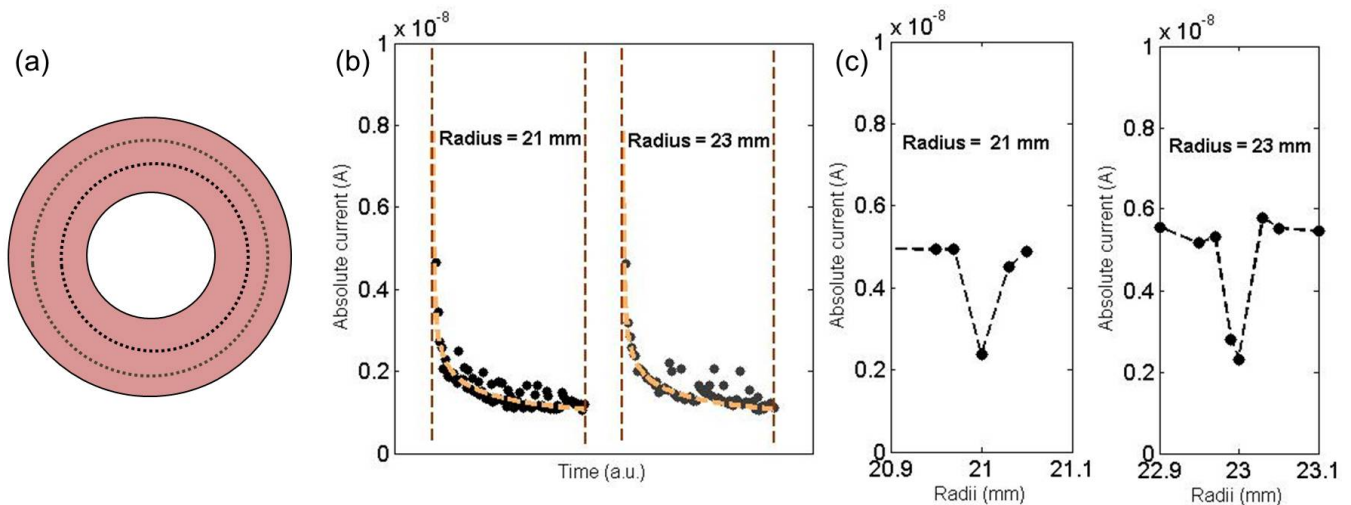 (a)
(b)
1 x 10^-8
0.8
0.6
0.4
0.2
0
Absolute current (A)
Radius = 21 mm
Radius = 23 mm
Time (a.u.)
(c)
1 x 10^-8
0.8
0.6
0.4
0.2
0
Absolute current (A)
Radius = 21 mm
20.9 21 21.1
Radii (mm)
1 x 10^-8
0.8
0.6
0.4
0.2
0
Absolute current (A)
Radius = 23 mm
22.9 23 23.1
Radii (mm)